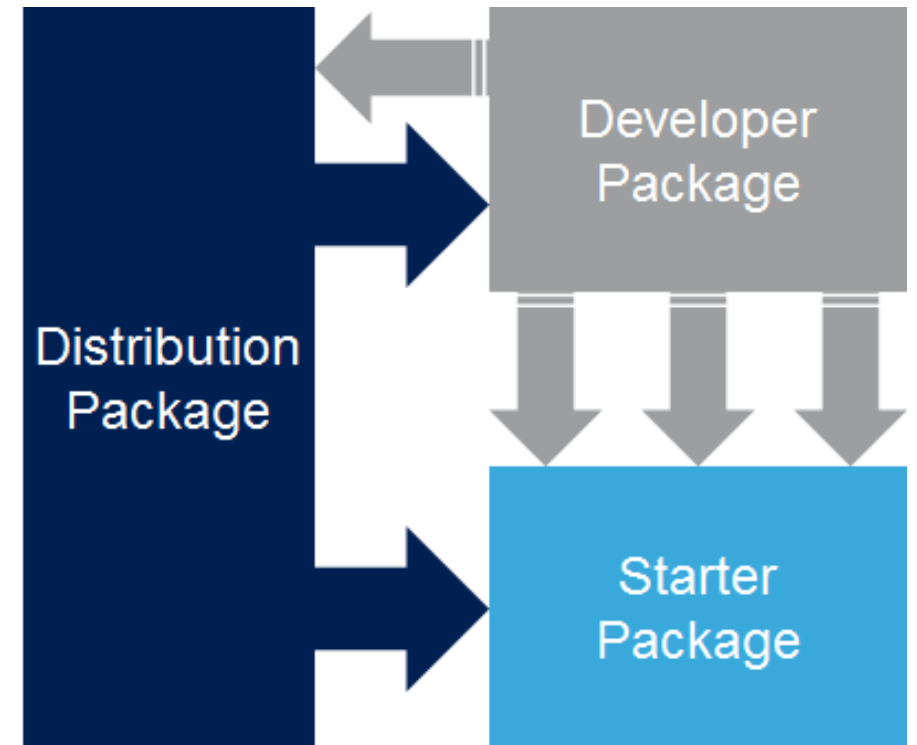 Developer
Package
Distribution
Package
Starter
Package